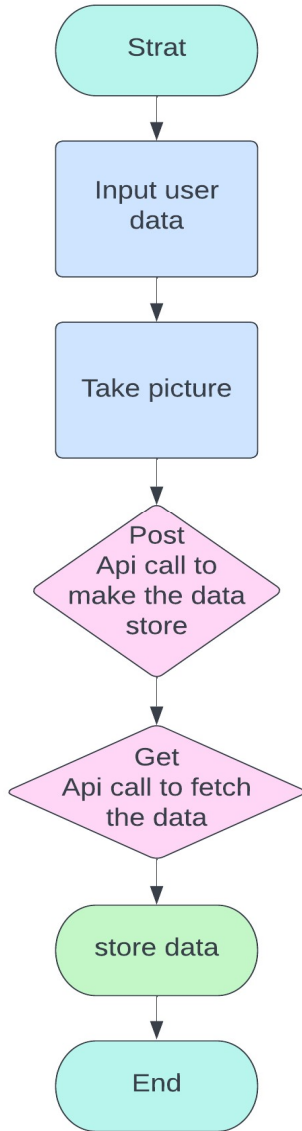 Strat
Input user
data
Take picture
Post
Api call to
make the data
store
Get
Api call to fetch
the data
store data
End